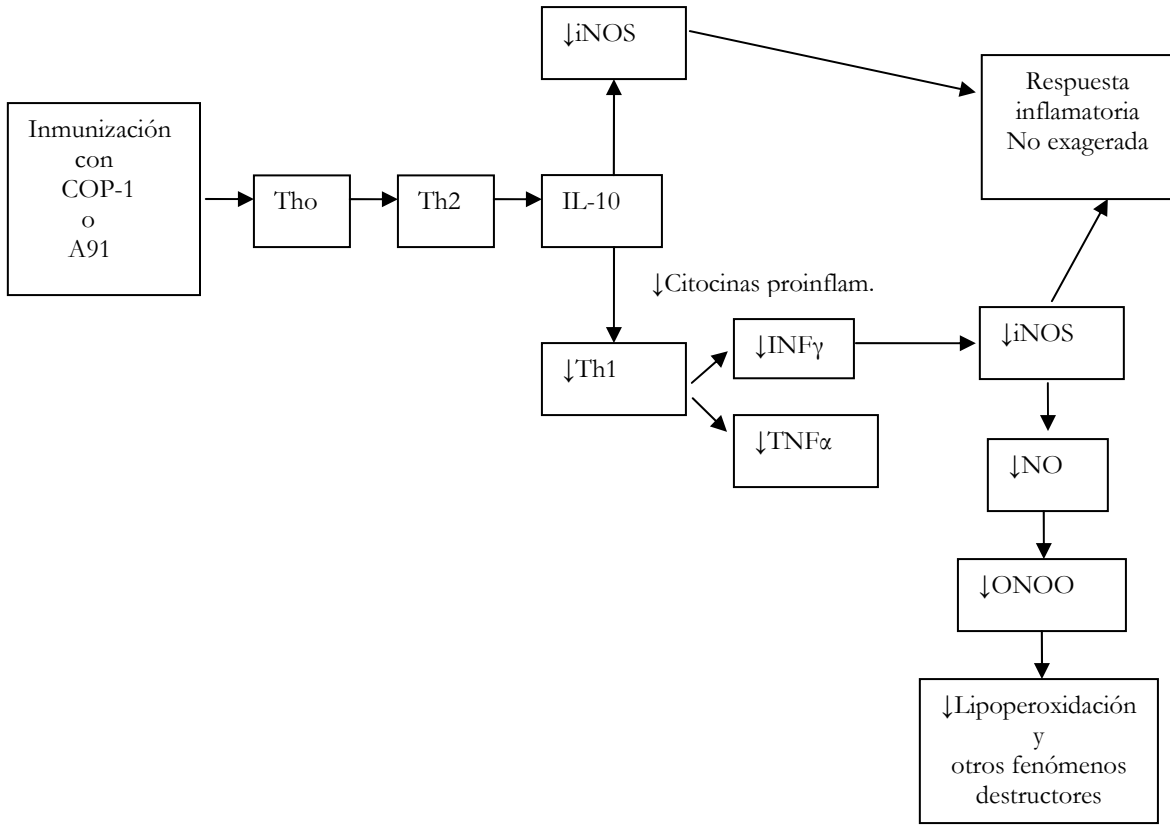 ↓iNOS
Respuesta
inflamatoria
No exagerada
Inmunización
con
COP-1
o
A91
Tho
Th2
IL-10
↓Citocinas proinflam.
↓Th1
↓INFγ
↓TNFα
↓iNOS
↓NO
↓ONOO
↓Lipoperoxidación
y
otros fenómenos
destructores